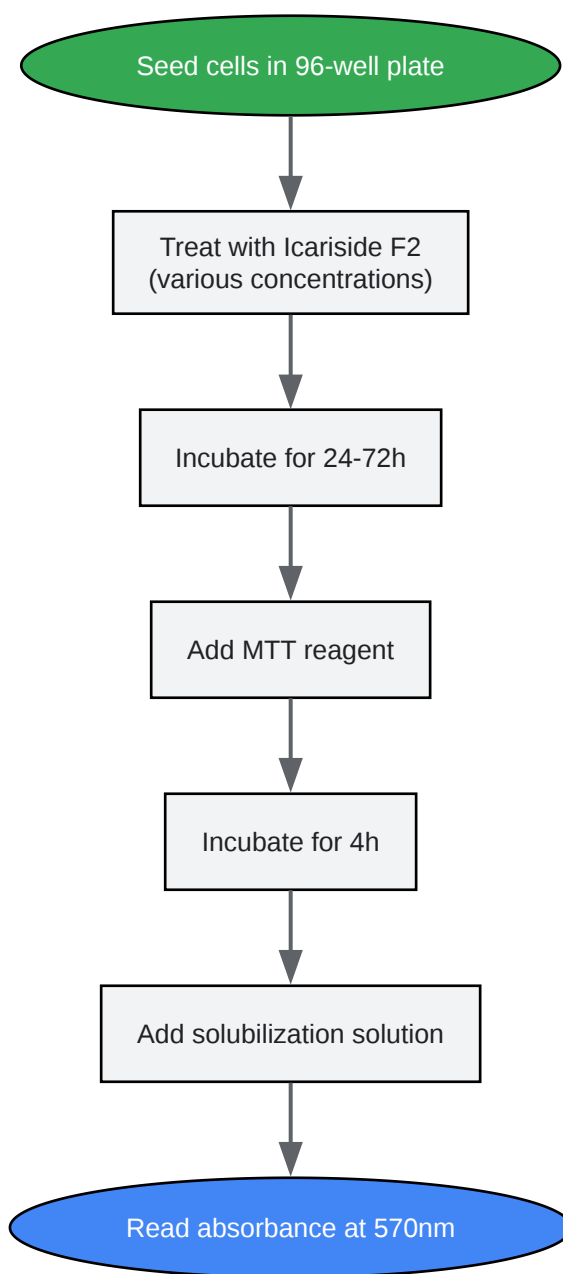 Seed cells in 96-well plate
Treat with Icariside F2
(various concentrations)
Incubate for 24-72h
Add MTT reagent
Incubate for 4h
Add solubilization solution
Read absorbance at 570nm